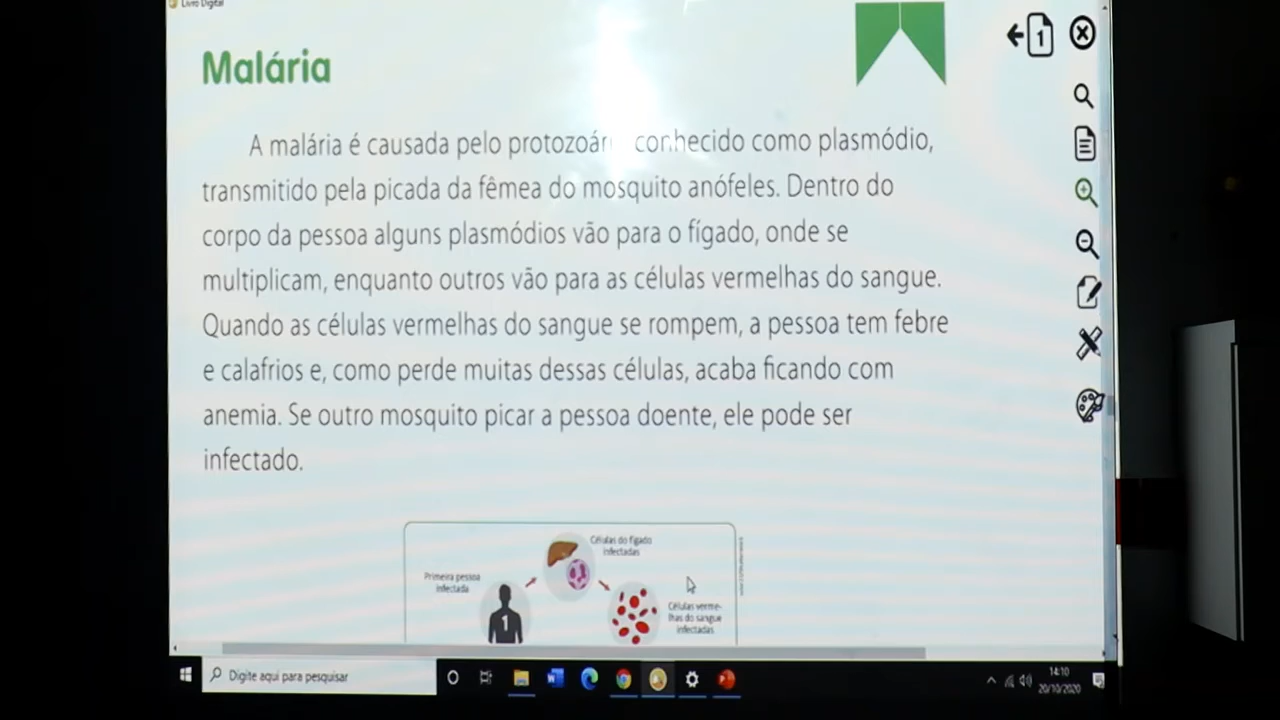 Livro Digital
1
Malária
A malária é causada pelo conhecido como plasmódio,
transmitido pela picada da fêmea do mosquito anófeles. Dentro do
corpo da pessoa alguns plasmódios vão para o fígado, onde se
multiplicam, enquanto outros vão para as células vermelhas do sangue.
Quando as células vermelhas do sangue se rompem, a pessoa tem febre
e calafrios e, como perde muitas dessas células, acaba ficando com
anemia. Se outro mosquito picar a pessoa doente, ele pode ser
infectado.
Células do fígado
infectadas
Primeira pessoa
infectada
1
Células verme-
lhas do sangue
infectadas
Digite aqui para pesquisar
14:10
20/10/2020